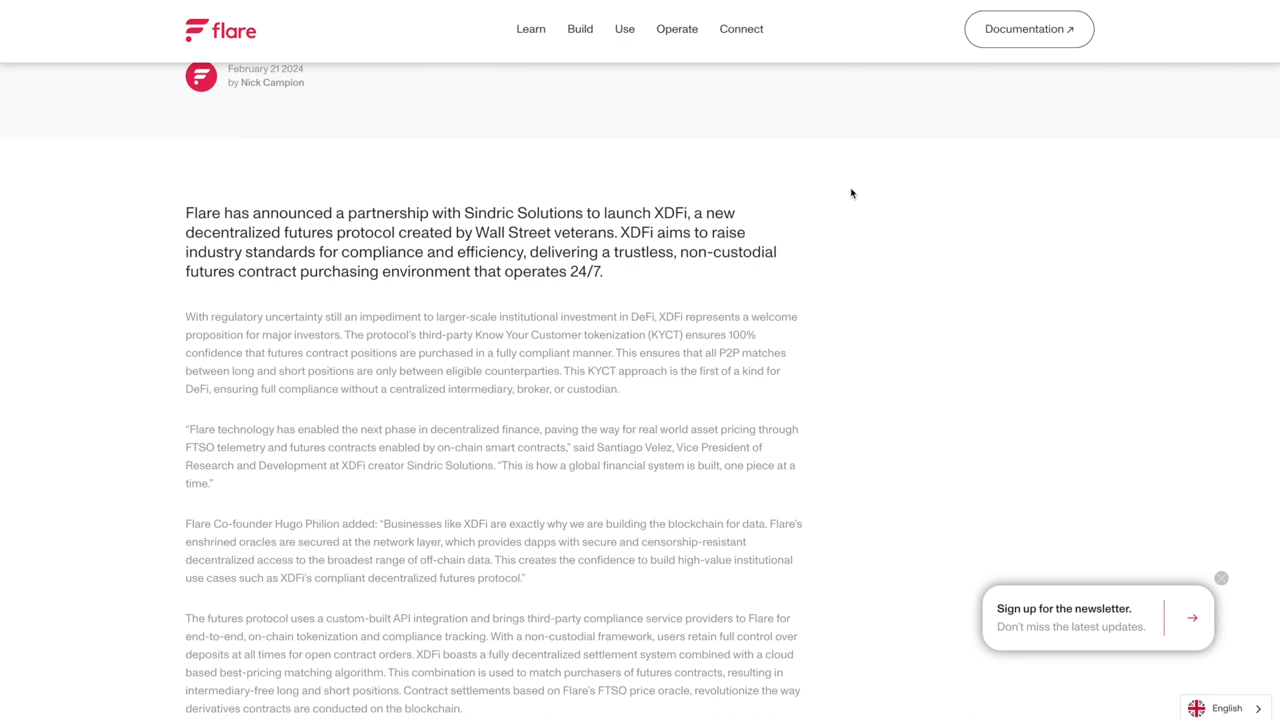 flare
Learn
Build
Use
Operate
Connect
Documentation ↗
February 21 2024
by Nick Campion
Flare has announced a partnership with Sindric Solutions to launch XDFi, a new
decentralized futures protocol created by Wall Street veterans. XDFi aims to raise
industry standards for compliance and efficiency, delivering a trustless, non-custodial
futures contract purchasing environment that operates 24/7.
With regulatory uncertainty still an impediment to larger-scale institutional investment in DeFi, XDFi represents a welcome
proposition for major investors. The protocol's third-party Know Your Customer tokenization (KYCT) ensures 100%
confidence that futures contract positions are purchased in a fully compliant manner. This ensures that all P2P matches
between long and short positions are only between eligible counterparties. This KYCT approach is the first of a kind for
DeFi, ensuring full compliance without a centralized intermediary, broker, or custodian.
“Flare technology has enabled the next phase in decentralized finance, paving the way for real world asset pricing through
FTSO telemetry and futures contracts enabled by on-chain smart contracts,” said Santiago Velez, Vice President of
Research and Development at XDFi creator Sindric Solutions. “This is how a global financial system is built, one piece at a
time.”
Flare Co-founder Hugo Philion added: “Businesses like XDFi are exactly why we are building the blockchain for data. Flare’s
enshrined oracles are secured at the network layer, which provides dapps with secure and censorship-resistant
decentralized access to the broadest range of off-chain data. This creates the confidence to build high-value institutional
use cases such as XDFi’s compliant decentralized futures protocol.”
The futures protocol uses a custom-built API integration and brings third-party compliance service providers to Flare for
end-to-end, on-chain tokenization and compliance tracking. With a non-custodial framework, users retain full control over
deposits at all times for open contract orders. XDFi boasts a fully decentralized settlement system combined with a cloud
based best-pricing matching algorithm. This combination is used to match purchasers of futures contracts, resulting in
intermediary-free long and short positions. Contract settlements based on Flare’s FTSO price oracle, revolutionize the way
derivatives contracts are conducted on the blockchain.
Sign up for the newsletter.
Don’t miss the latest updates.
English